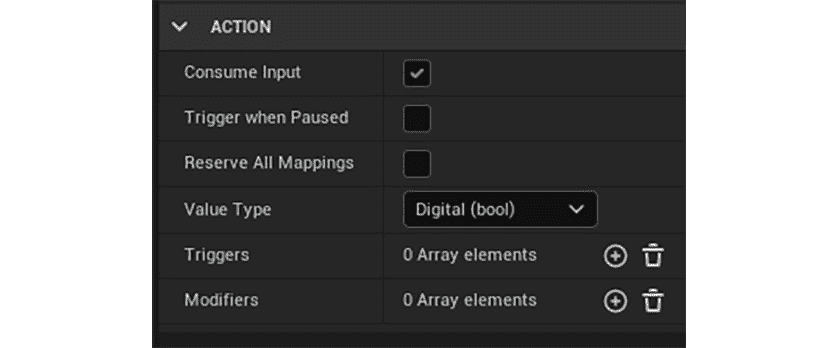 ACTION
Consume Input
Trigger when Paused
Reserve All Mappings
Value Type Digital (bool)
Triggers 0 Array elements
Modifiers 0 Array elements